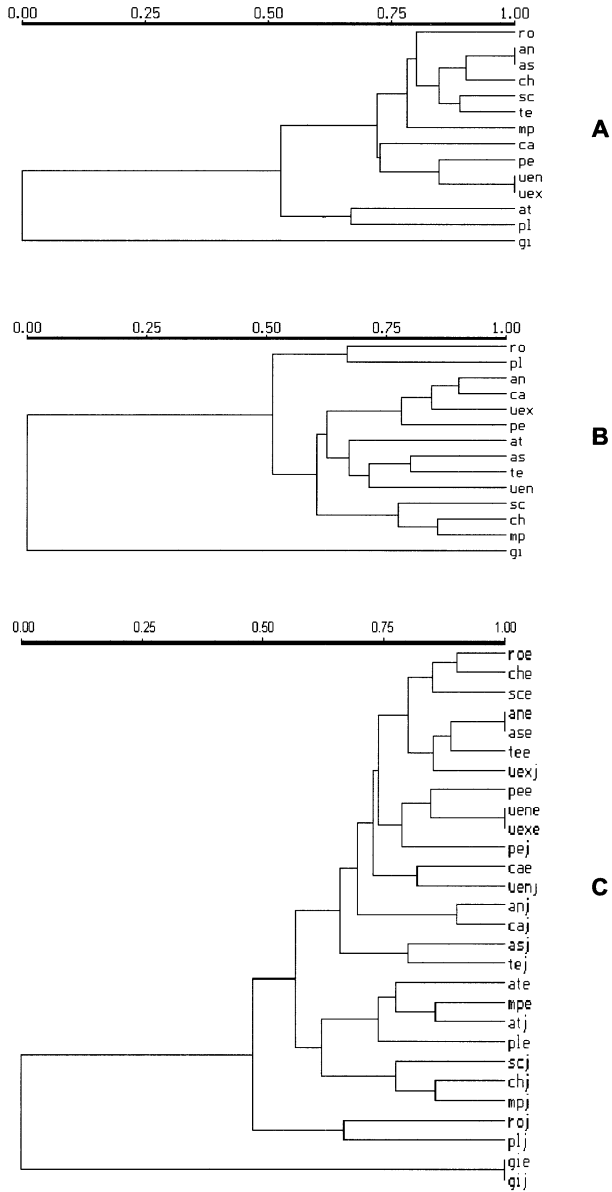 0.00 0.25 0.50 0.75 1.00
ro
an
as
ch
sc
te
mp
A
ca
pe
uen
uex
at
pl
gi
0.00 0.25 0.50 0.75 1.00
ro
pl
an
ca
uex
pe
B
at
as
te
uen
sc
ch
mp
gi
0.00 0.25 0.50 0.75 1.00
roe
che
sce
ane
ase
tee
uexj
pee
uene
uexe
pej
cae
C
uenj
anj
caj
asj
tej
ate
mpe
atj
ple
scj
chj
mpj
roj
plj
gie
gij